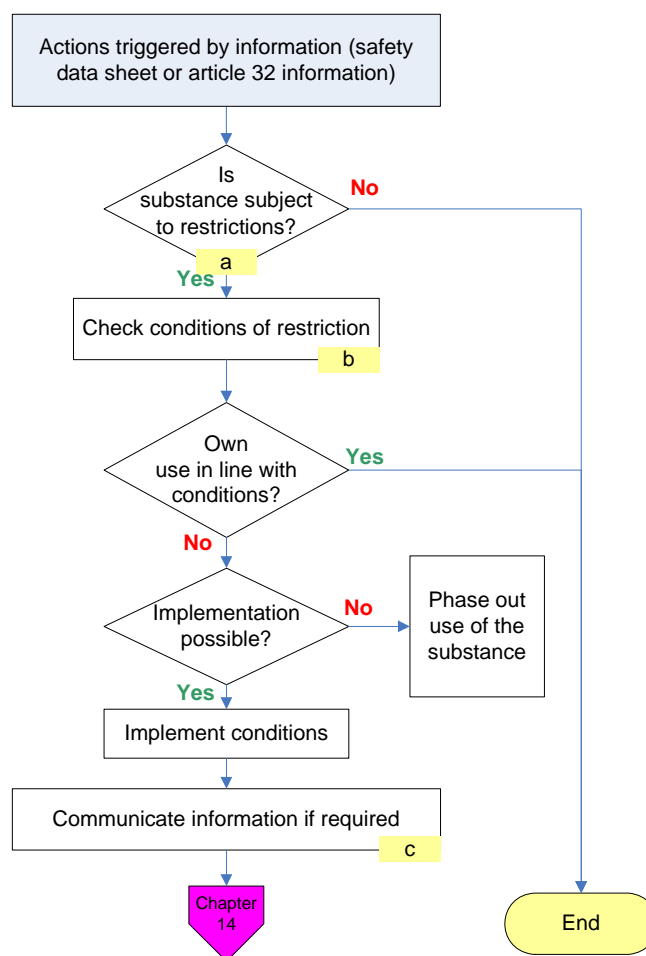 Actions triggered by information (safety
data sheet or article 32 information)
Is
substance subject
to restrictions?
No
a
Yes
Check conditions of restriction
b
Own
use in line with
conditions?
Yes
No
Implementation
possible?
No
Phase out
use of the
substance
Yes
Implement conditions
Communicate information if required
c
Chapter
14
End